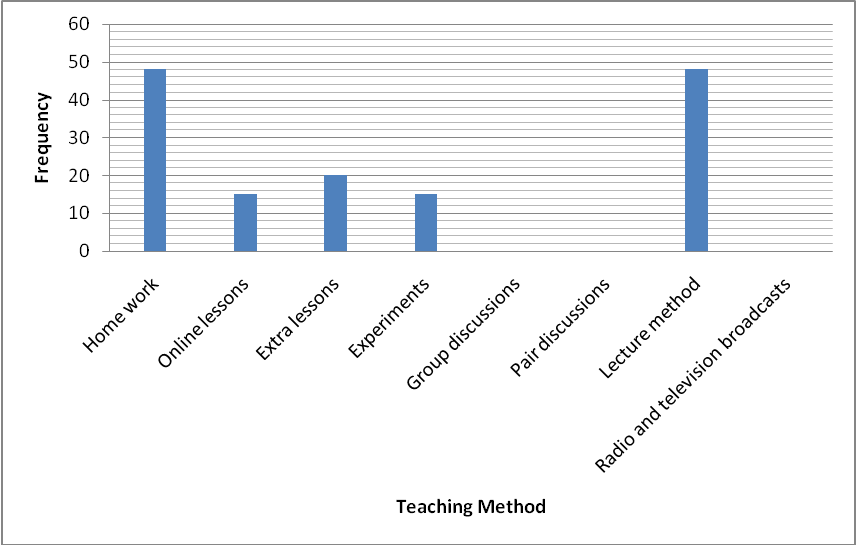 60
50
40
30
20
10
0
Frequency
Home work
Online lessons
Extra lessons
Experiments
Group discussions
Pair discussions
Lecture method
Radio and television broadcasts
Teaching Method